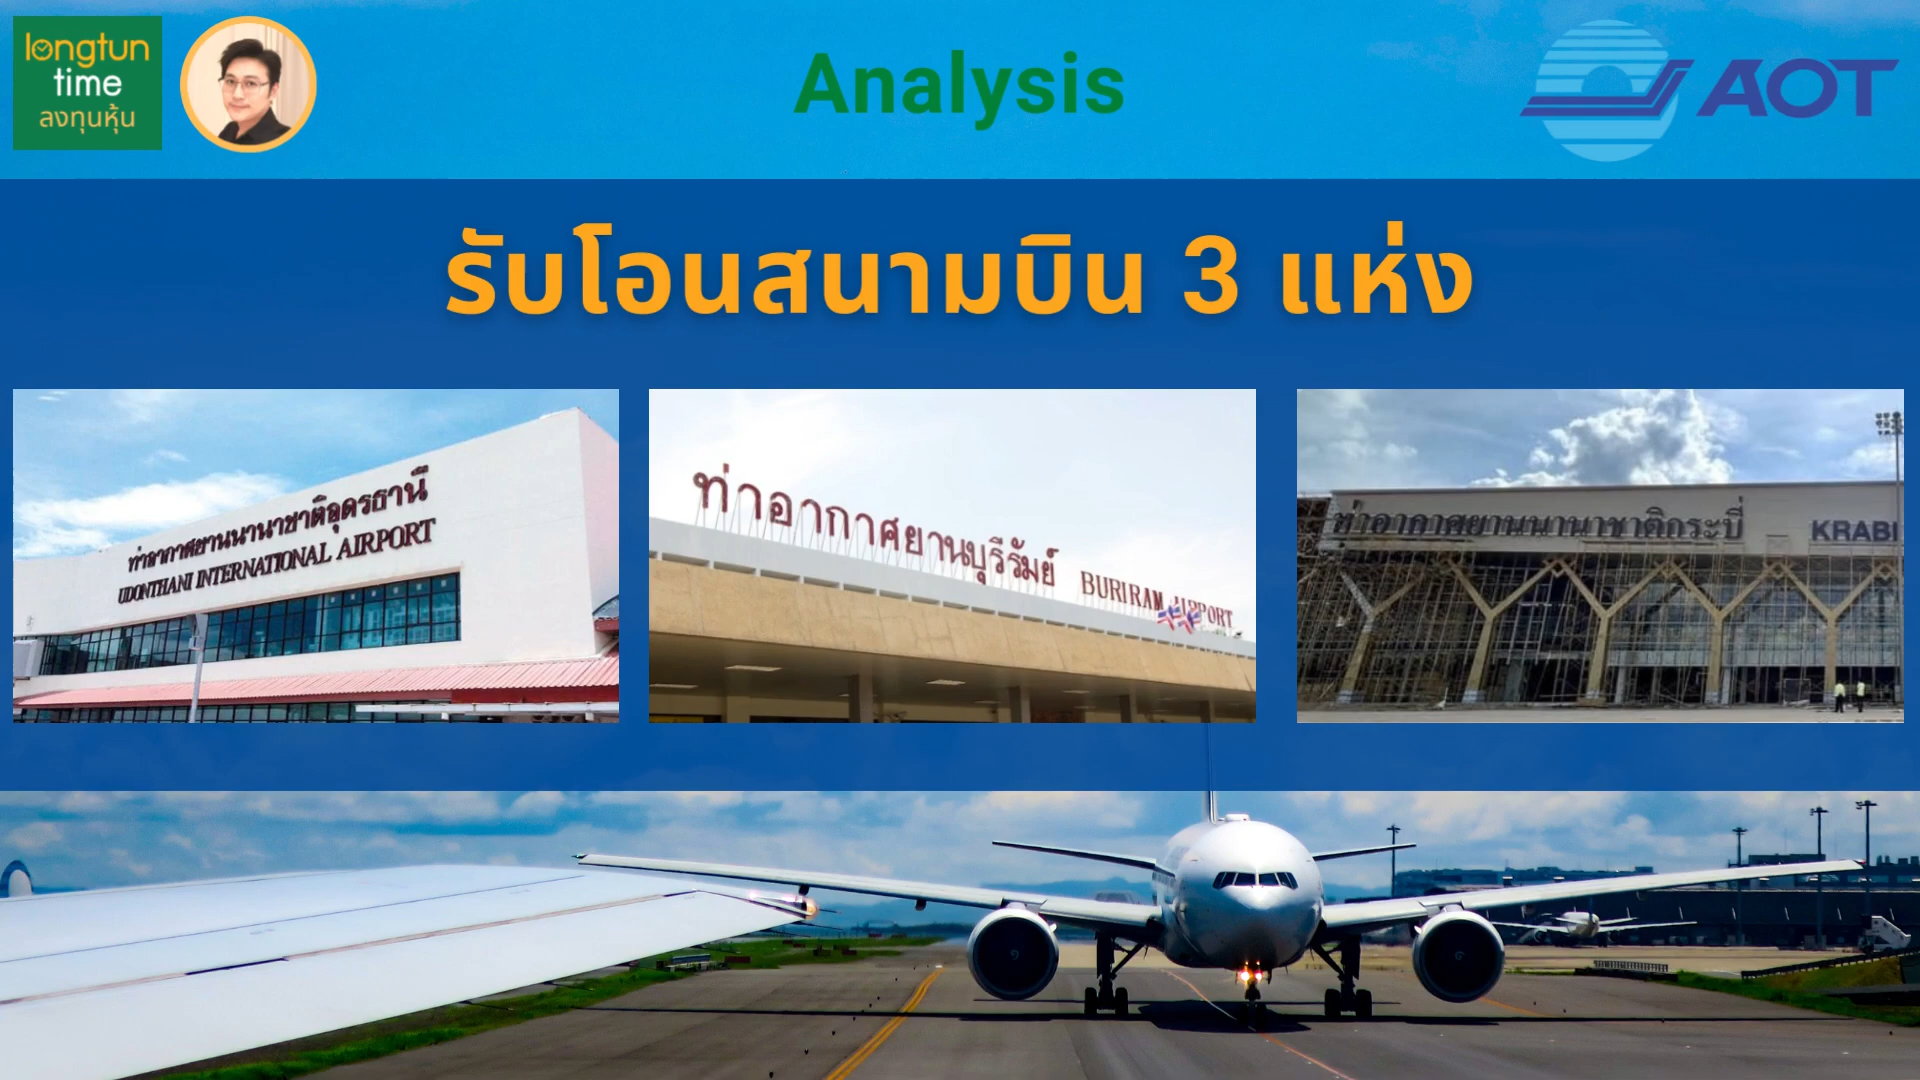 longtun
time
ลงทุนหุ้น
Analysis
AOT
รับโอนสนามบิน 3 แห่ง
ท่าอากาศยานนานาชาติอุดรธานี
UDONTHANI INTERNATIONAL AIRPORT
ท่าอากาศยานบุรีรัมย์ BURIRAM AIRPORT
ท่าอากาศยานนานาชาติกระบี่ KRABI